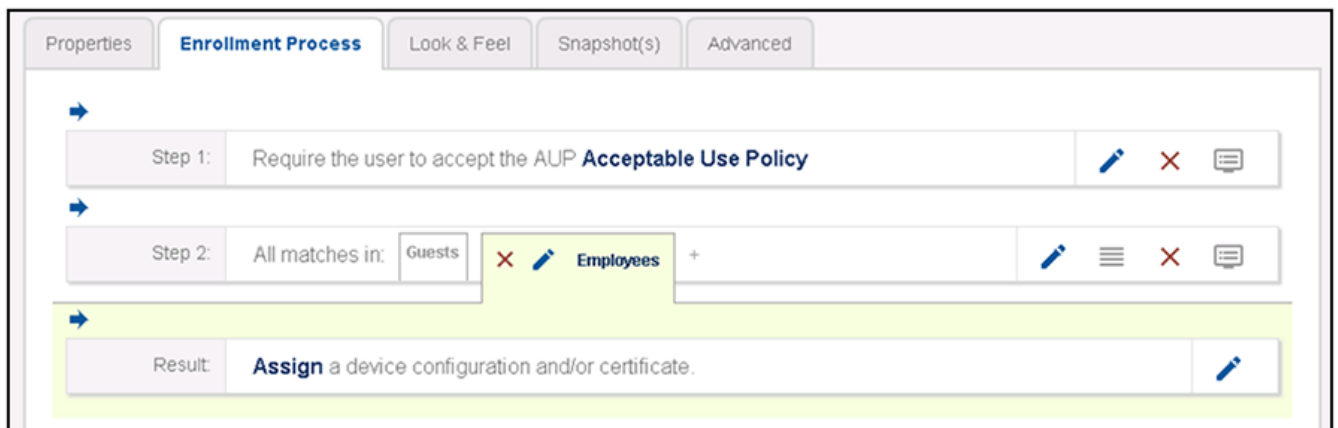 Properties Enrollment Process Look & Feel Snapshot(s) Advanced
Step 1: Require the user to accept the AUP Acceptable Use Policy
Step 2: All matches in: Guests Employees +
Result: Assign a device configuration and/or certificate.